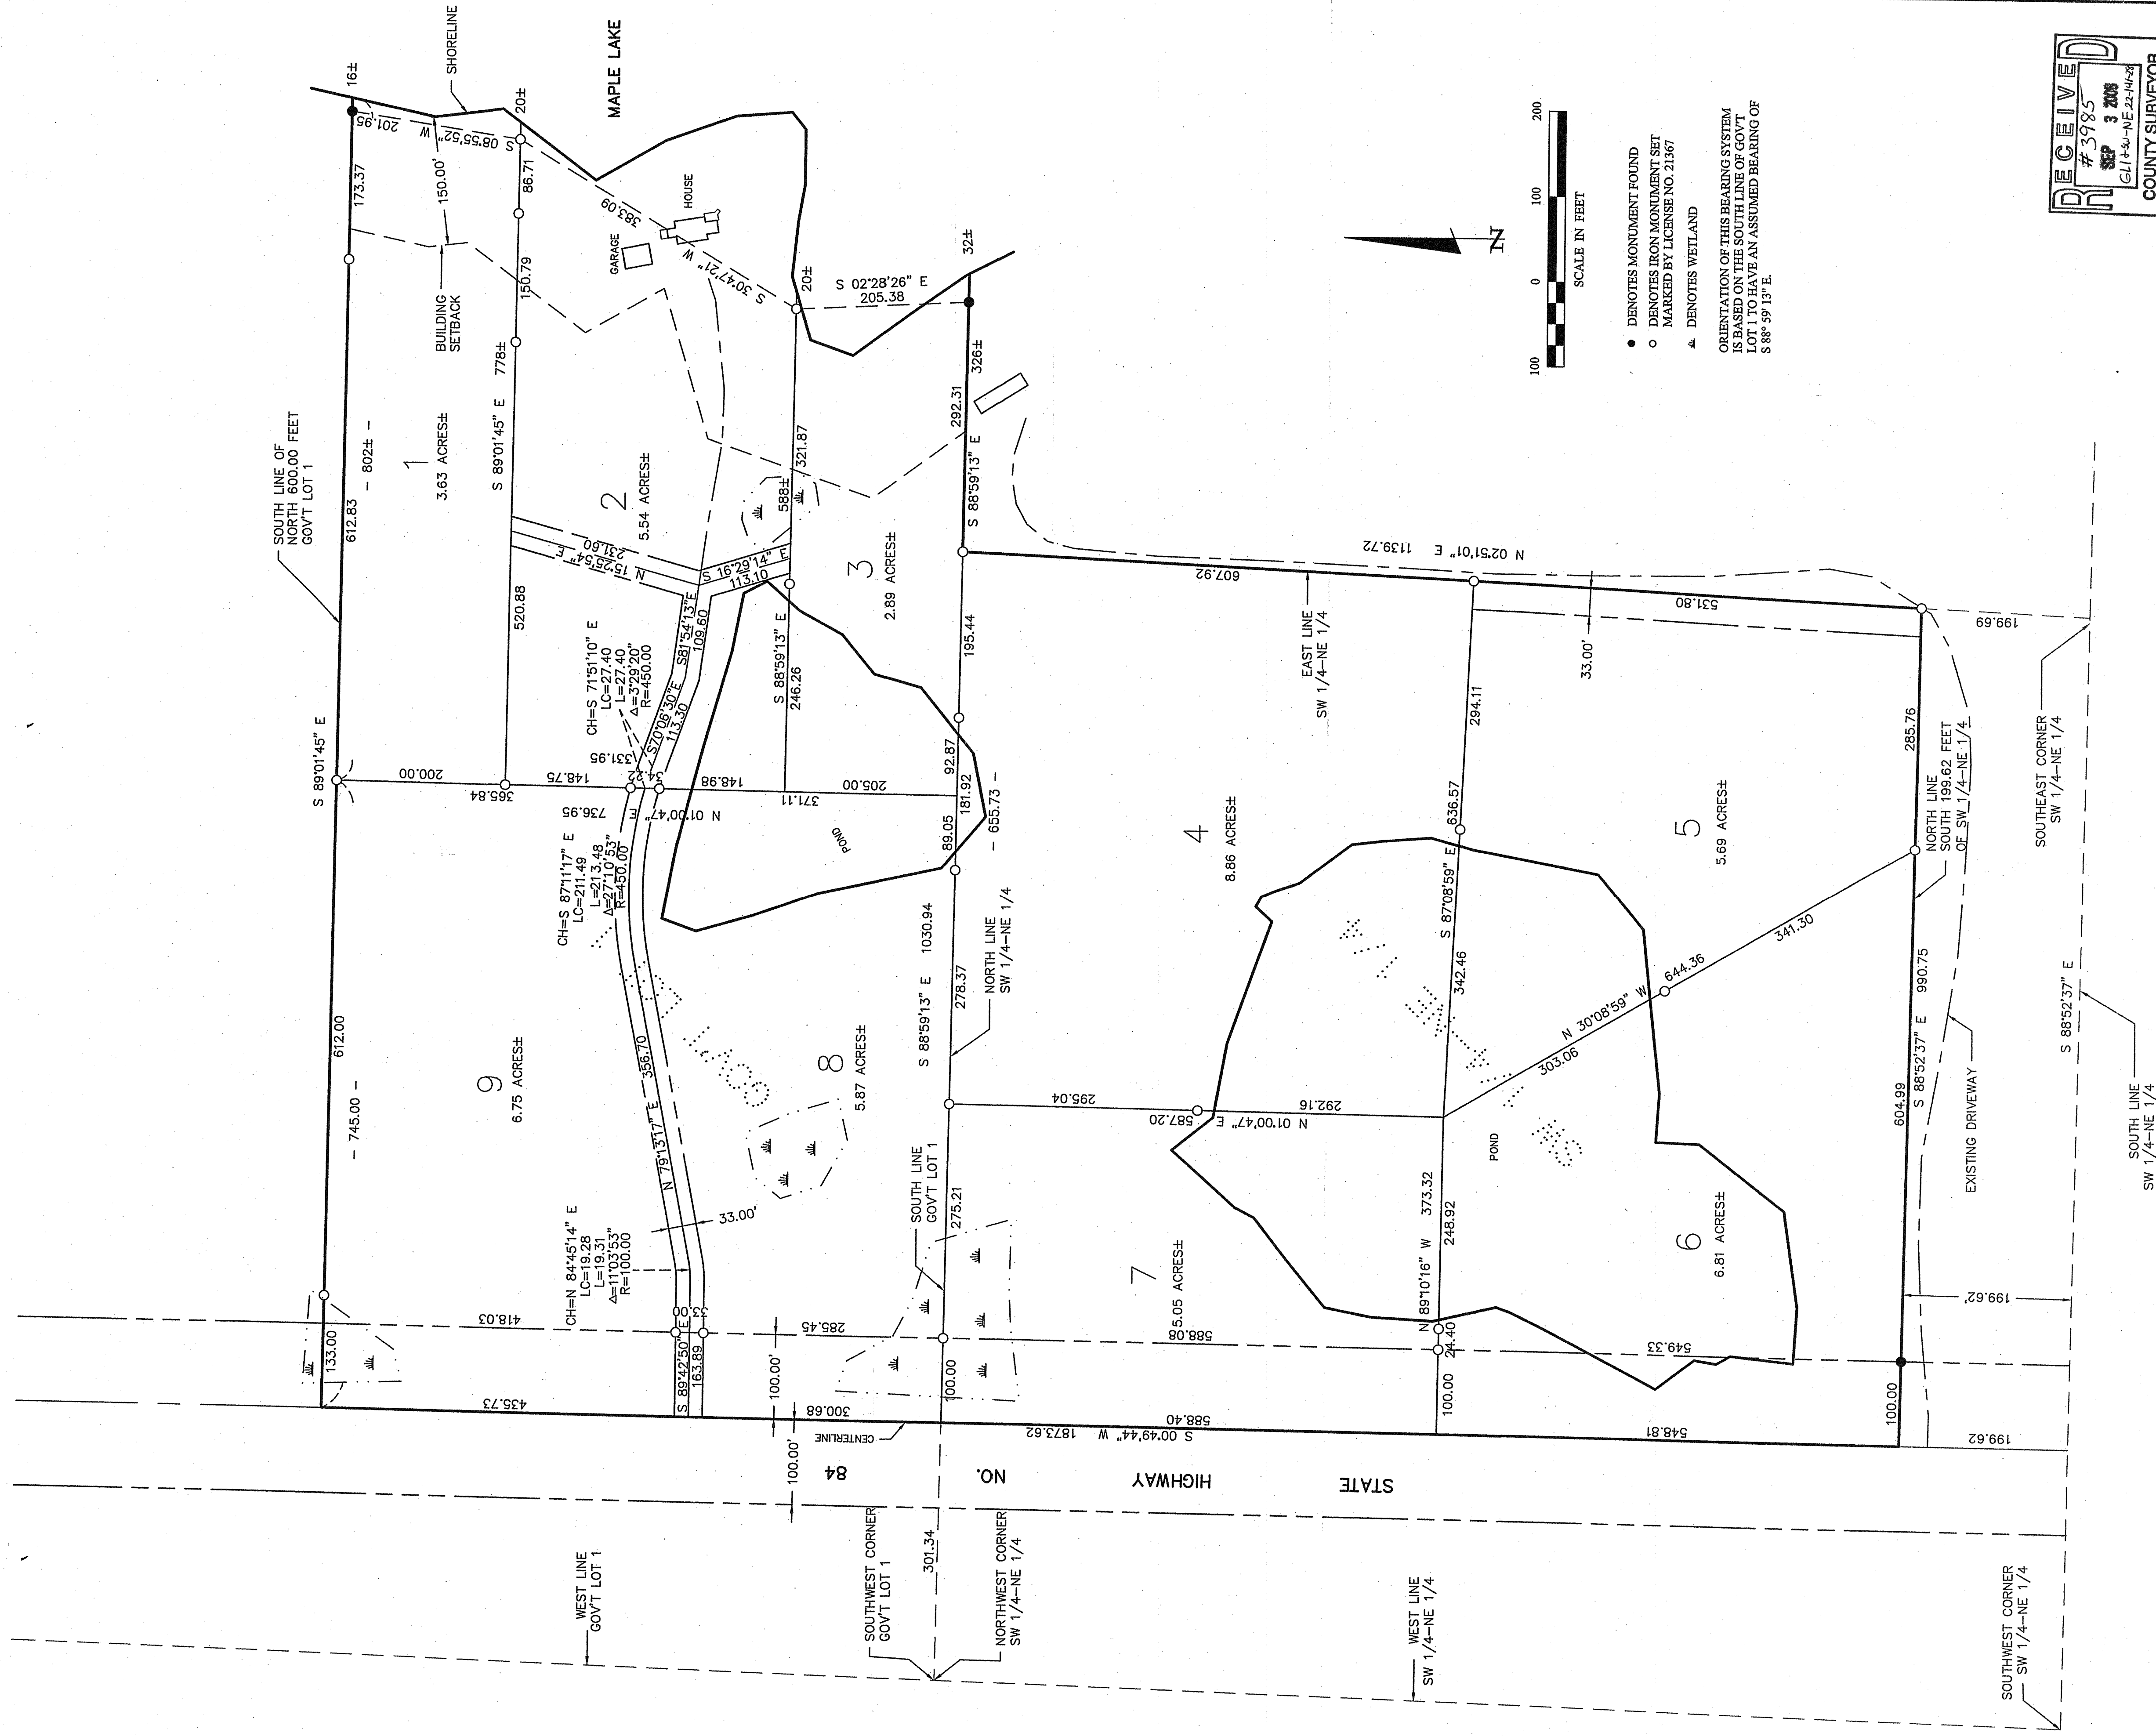 SOUTH LINE OF
NORTH 600.00 FEET
GOV'T LOT 1
S 89°01'45" E
133.00
612.00
- 745.00 -
612.83
- 802± -
173.37
16±
SHORELINE
MAPLE LAKE
201.95
S 08°55'52" W
150.00'
BUILDING
SETBACK
1
3.63 ACRES±
200.00
365.84
520.88
S 89°01'45" E 778±
150.79
86.71
20±
2
5.54 ACRES±
N 15°25'54" E
231.60
S 16°29'14" E
113.10
383.09
S 30°47'21" W
GARAGE
HOUSE
CH=S 71°51'10" E
LC=27.40
L=27.40
Δ=3°29'20"
R=450.00
S70°06'30"E
113.30
S81°54'13"E
109.60
148.75
331.95
34.22
148.98
736.95
N 01°00'47" E
371.11
205.00
S 88°59'13" E
246.26
588±
321.87
20±
S 02°28'26" E
205.38
32±
3
2.89 ACRES±
S 88°59'13" E
195.44
292.31
326±
92.87
181.92
89.05
- 655.73 -
POND
CH=S 87°11'17" E
LC=211.49
L=213.48
Δ=27°10'53"
R=450.00
N 79°13'17" E 356.70
9
6.75 ACRES±
CH=N 84°45'14" E
LC=19.28
L=19.31
Δ=11°03'53"
R=100.00
33.00'
S 89°42'50" E
163.89
33.00
418.03
435.73
285.45
300.68
100.00'
100.00'
CENTERLINE
8
5.87 ACRES±
GOV'T LOT 1
S 88°59'13" E 1030.94
278.37
NORTH LINE
SW 1/4-NE 1/4
SOUTH LINE
GOV'T LOT 1
275.21
100.00
301.34
SOUTHWEST CORNER
GOV'T LOT 1
NORTHWEST CORNER
SW 1/4-NE 1/4
WEST LINE
GOV'T LOT 1
STATE HIGHWAY NO. 84
S 00°49'44" W 1873.62
588.40
588.08
7
5.05 ACRES±
295.04
587.20
N 01°00'47" E
292.16
4
8.86 ACRES±
EAST LINE
SW 1/4-NE 1/4
607.92
N 02°51'01" E 1139.72
531.80
33.00'
294.11
636.57
S 87°08'59" E
342.46
SW 1/4-NE 1/4
N 89°10'16" W 373.32
248.92
24.40
100.00
POND
N 30°08'59" W 644.36
303.06
341.30
5
5.69 ACRES±
6
6.81 ACRES±
549.33
548.81
100.00
604.99
285.76
S 88°52'37" E 990.75
NORTH LINE
SOUTH 199.62 FEET
OF SW 1/4-NE 1/4
199.69
199.62'
199.62
EXISTING DRIVEWAY
SOUTHEAST CORNER
SW 1/4-NE 1/4
S 88°52'37" E
SOUTH LINE
SW 1/4-NE 1/4
WEST LINE
SW 1/4-NE 1/4
SOUTHWEST CORNER
SW 1/4-NE 1/4
N
100 0 100 200
SCALE IN FEET
DENOTES MONUMENT FOUND
DENOTES IRON MONUMENT SET
MARKED BY LICENSE NO. 21367
DENOTES WETLAND
ORIENTATION OF THIS BEARING SYSTEM
IS BASED ON THE SOUTH LINE OF GOV'T
LOT 1 TO HAVE AN ASSUMED BEARING OF
S 88° 59' 13" E.
RECEIVED
#3985
SEP 3 2008
GL1+SW-NE 22-141-28
COUNTY SURVEYOR